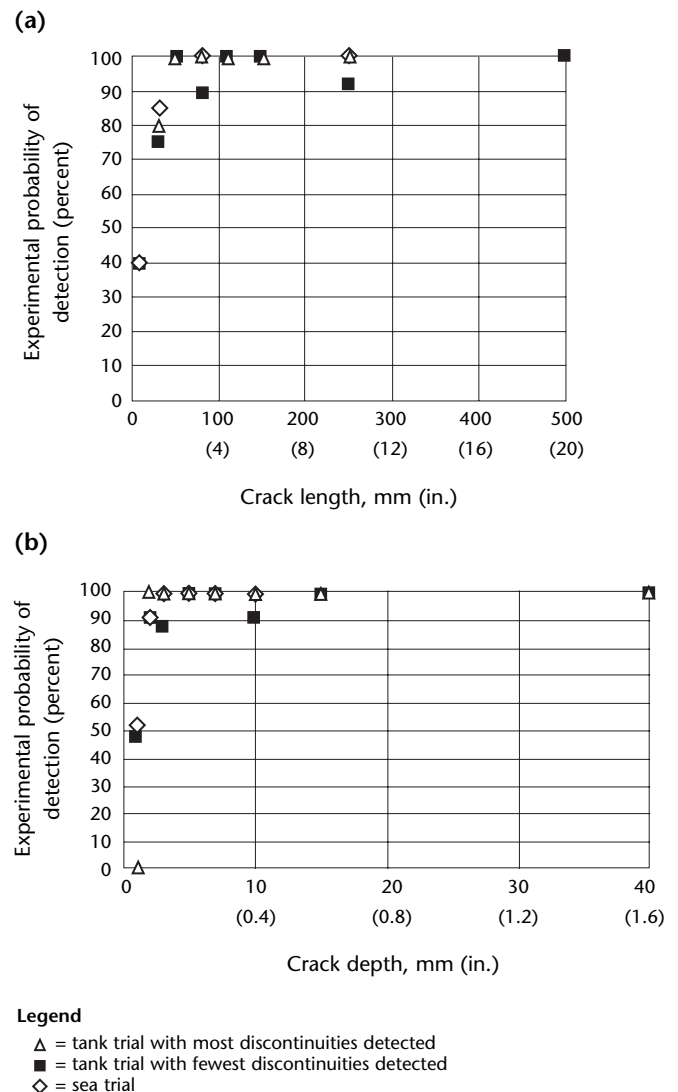 (a)
Experimental probability of
detection (percent)
100
90
80
70
60
50
40
30
20
10
0
0 100 200 300 400 500
(4) (8) (12) (16) (20)
Crack length, mm (in.)
(b)
Experimental probability of
detection (percent)
100
90
80
70
60
50
40
30
20
10
0
0 10 20 30 40
(0.4) (0.8) (1.2) (1.6)
Crack depth, mm (in.)
Legend
= tank trial with most discontinuities detected
= tank trial with fewest discontinuities detected
= sea trial